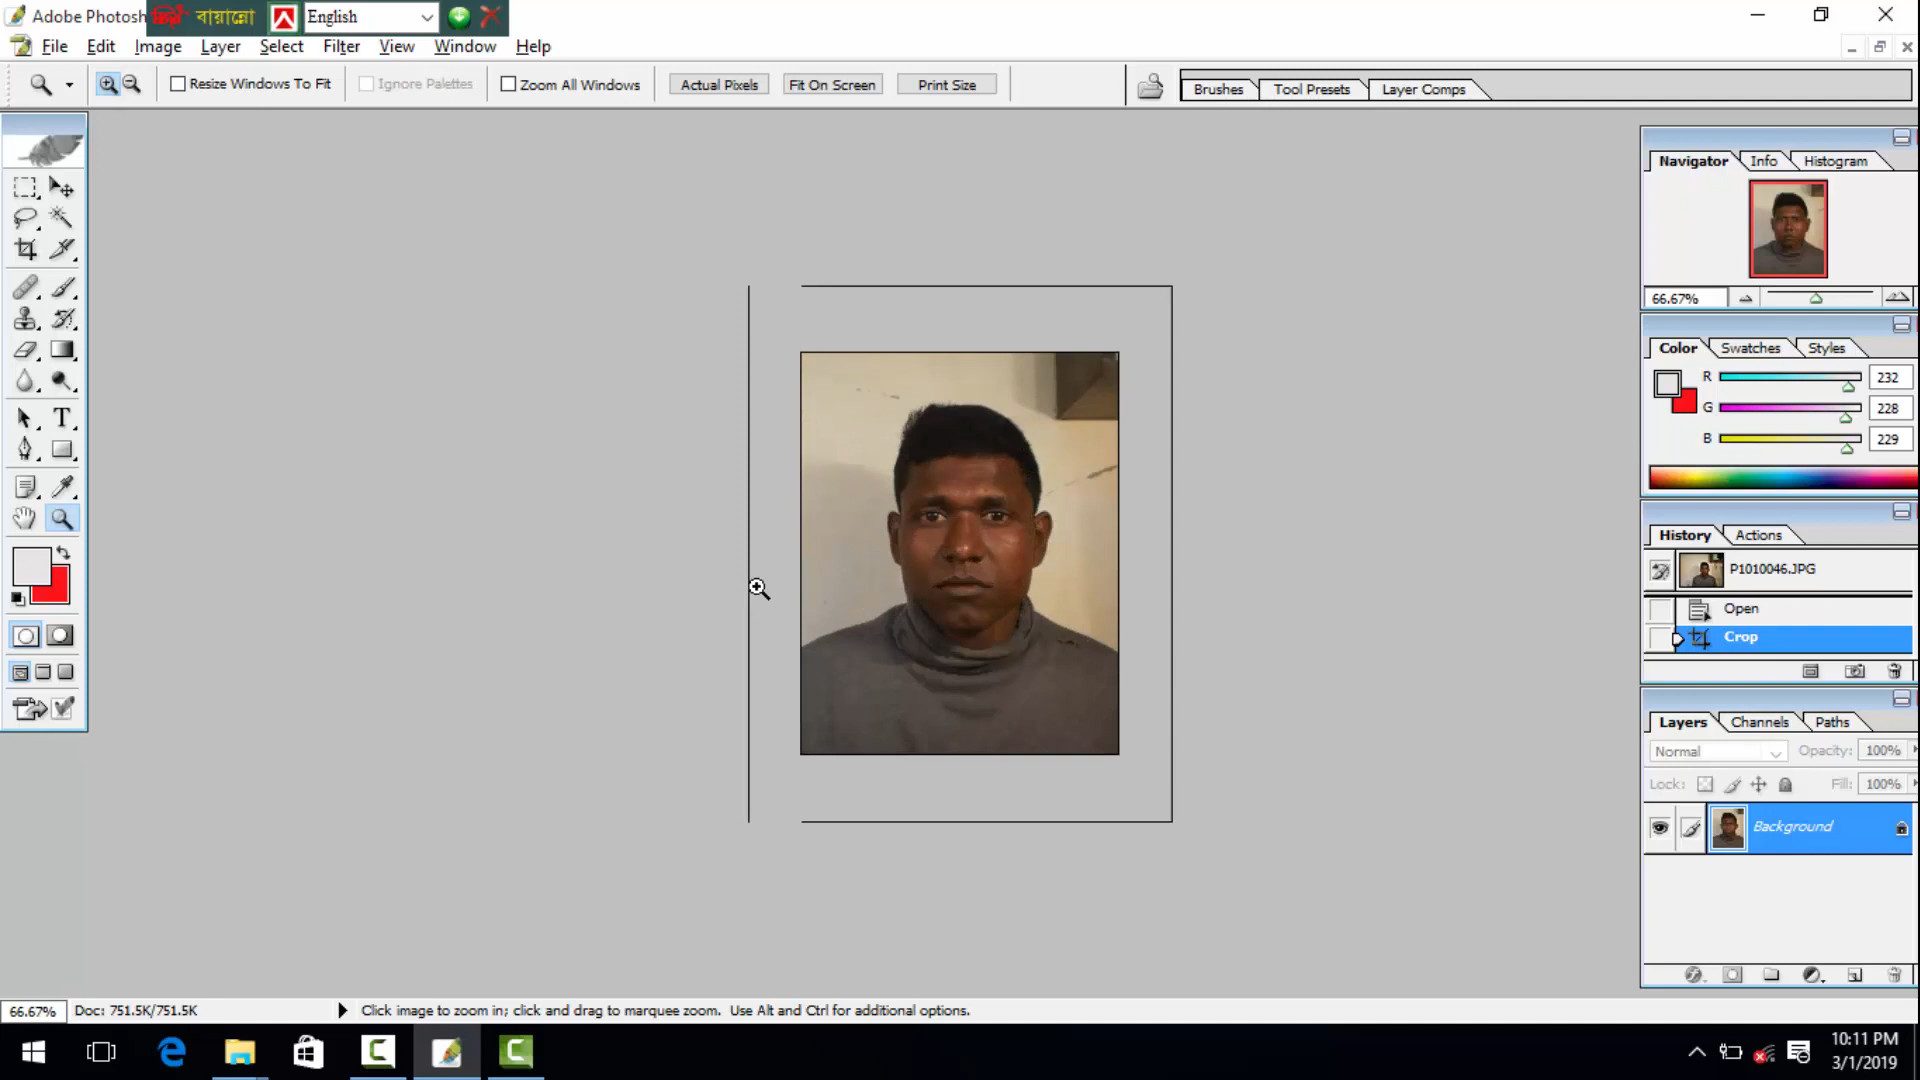 Adobe Photosh
বায়ান্নো
English
File Edit Image Layer Select Filter View Window Help
Resize Windows To Fit Ignore Palettes Zoom All Windows Actual Pixels Fit On Screen Print Size Brushes Tool Presets Layer Comps
Navigator Info Histogram
66.67%
Color Swatches Styles
R 232
G 228
B 229
T
History Actions
P1010046.JPG
Open
Crop
Layers Channels Paths
Normal Opacity: 100%
Lock: Fill: 100%
Background
66.67% Doc: 751.5K/751.5K Click image to zoom in; click and drag to marquee zoom. Use Alt and Ctrl for additional options.
10:11 PM
3/1/2019